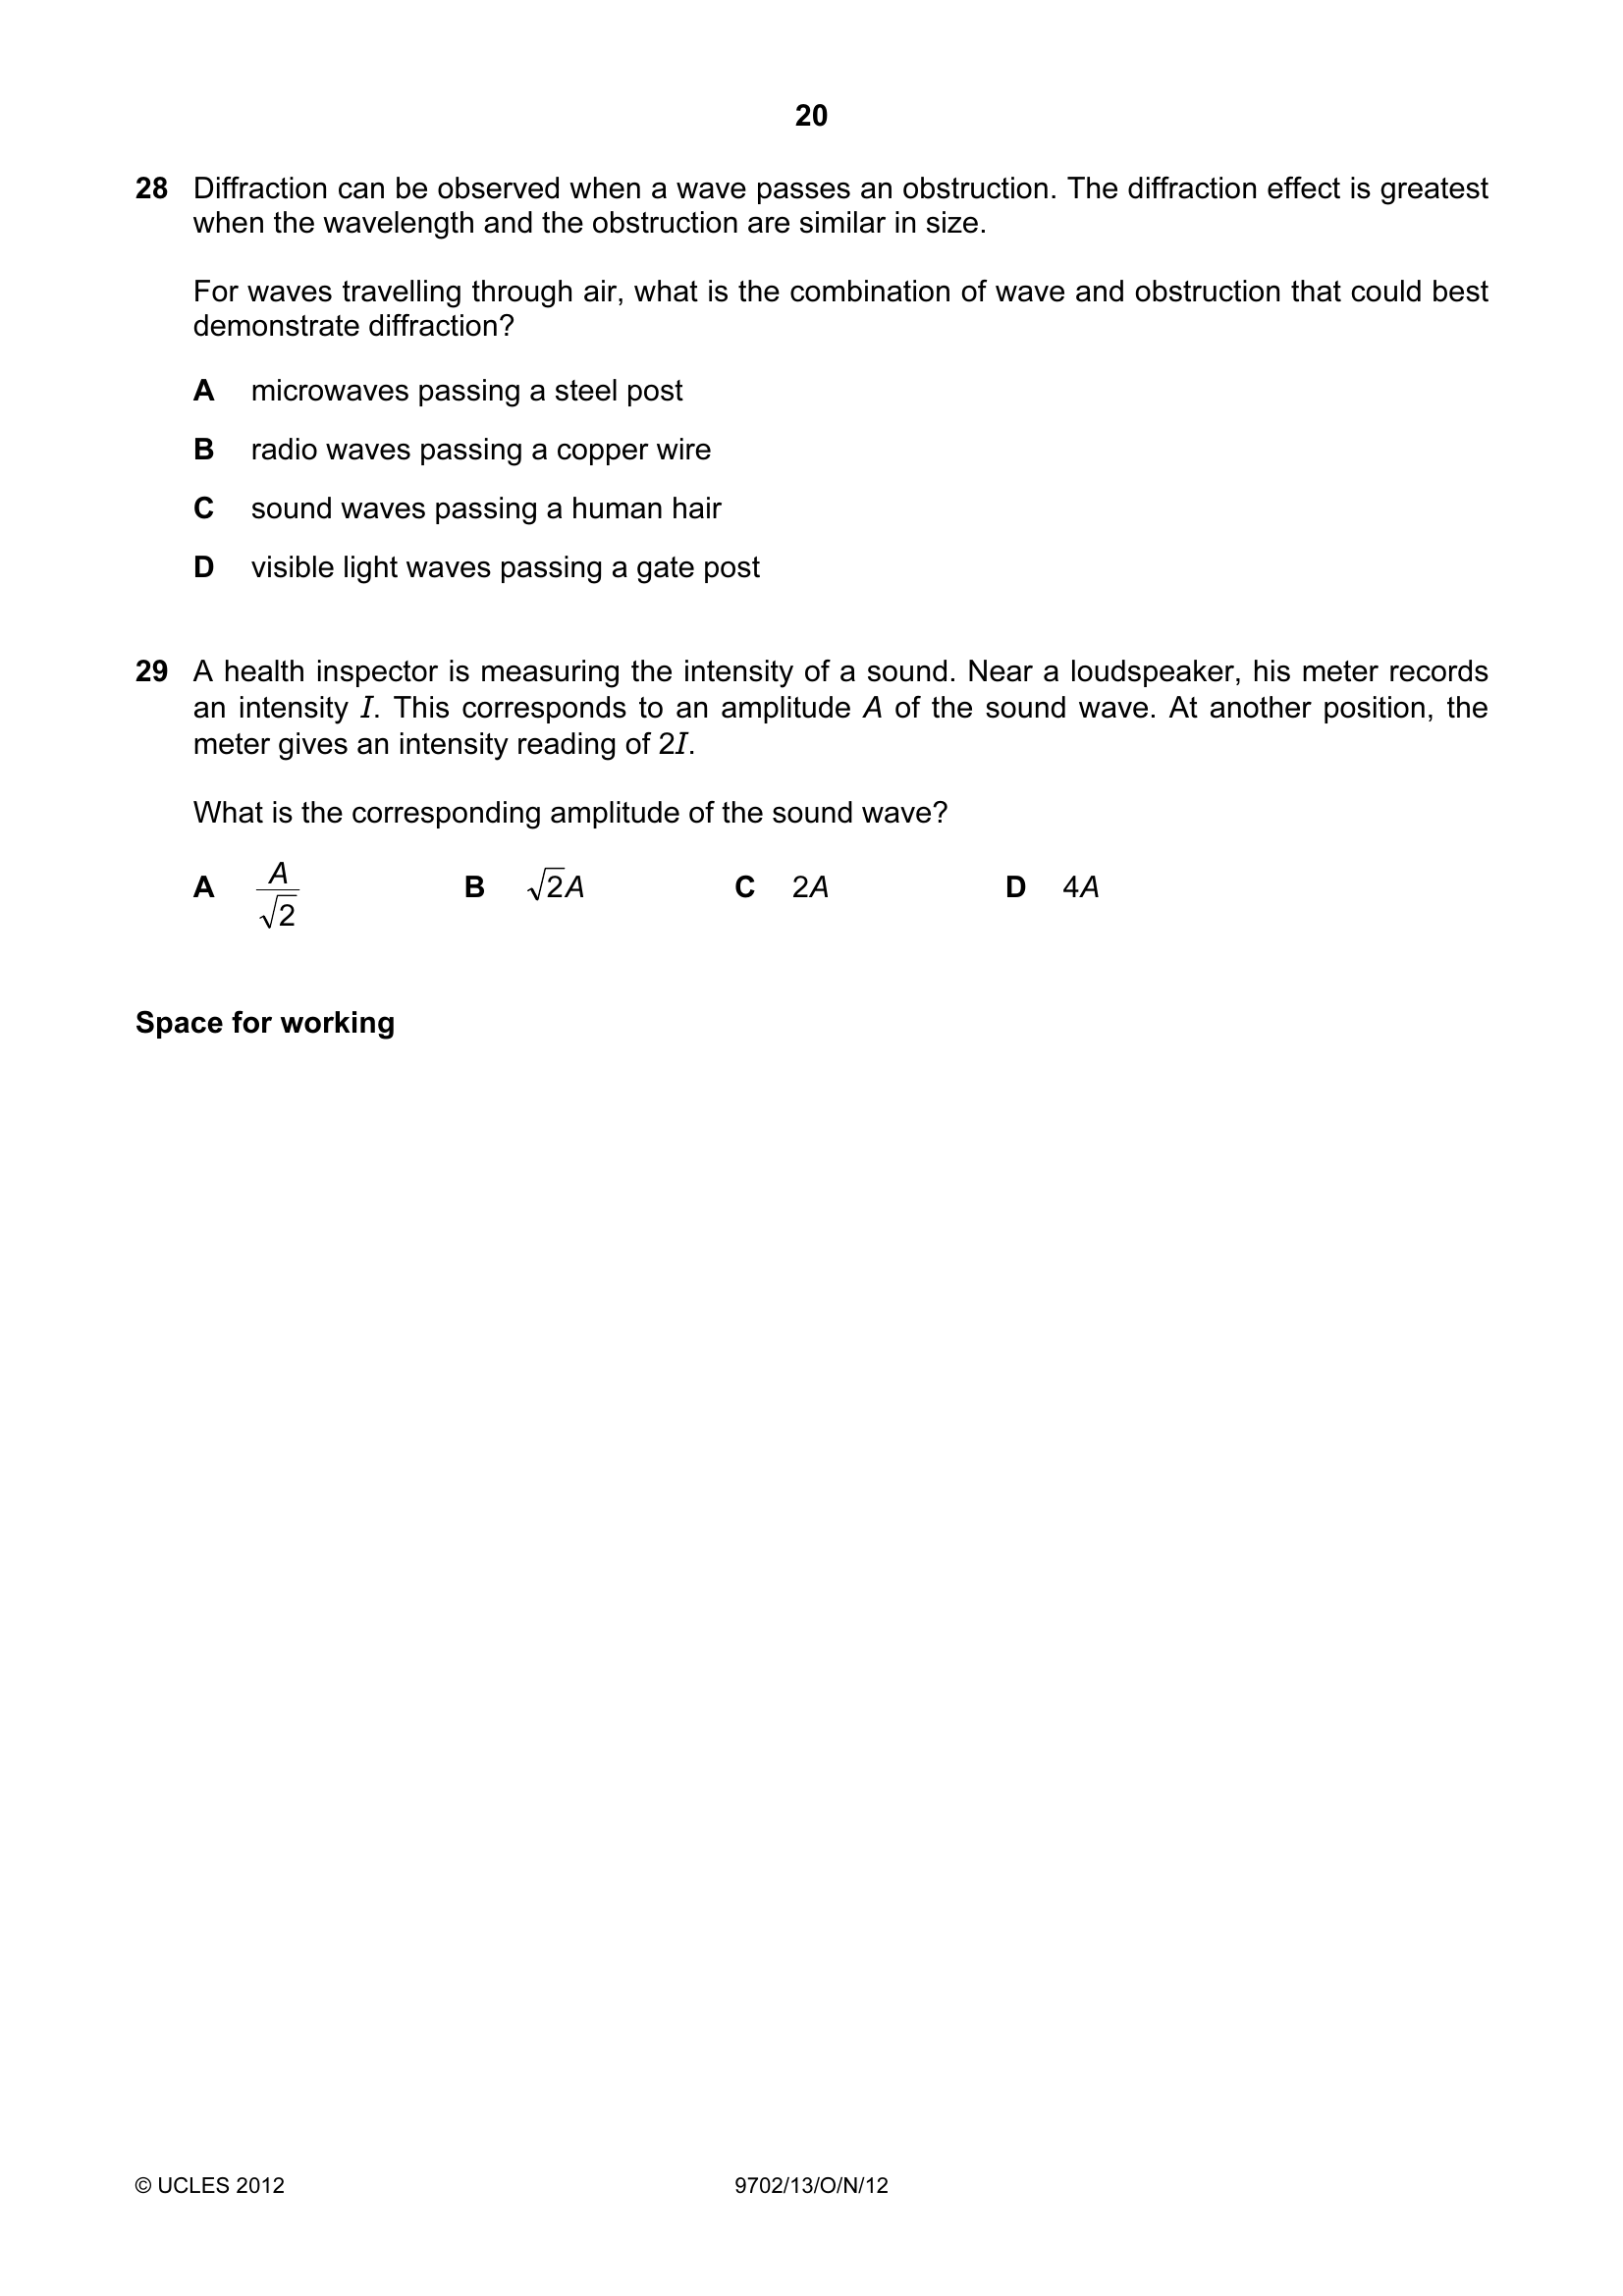 20
28 Diffraction can be observed when a wave passes an obstruction. The diffraction effect is greatest
when the wavelength and the obstruction are similar in size.
For waves travelling through air, what is the combination of wave and obstruction that could best
demonstrate diffraction?
A microwaves passing a steel post
B radio waves passing a copper wire
C sound waves passing a human hair
D visible light waves passing a gate post
29 A health inspector is measuring the intensity of a sound. Near a loudspeaker, his meter records
an intensity I. This corresponds to an amplitude A of the sound wave. At another position, the
meter gives an intensity reading of 2I.
What is the corresponding amplitude of the sound wave?
A A/√2 B √2A C 2A D 4A
Space for working
© UCLES 2012 9702/13/O/N/12